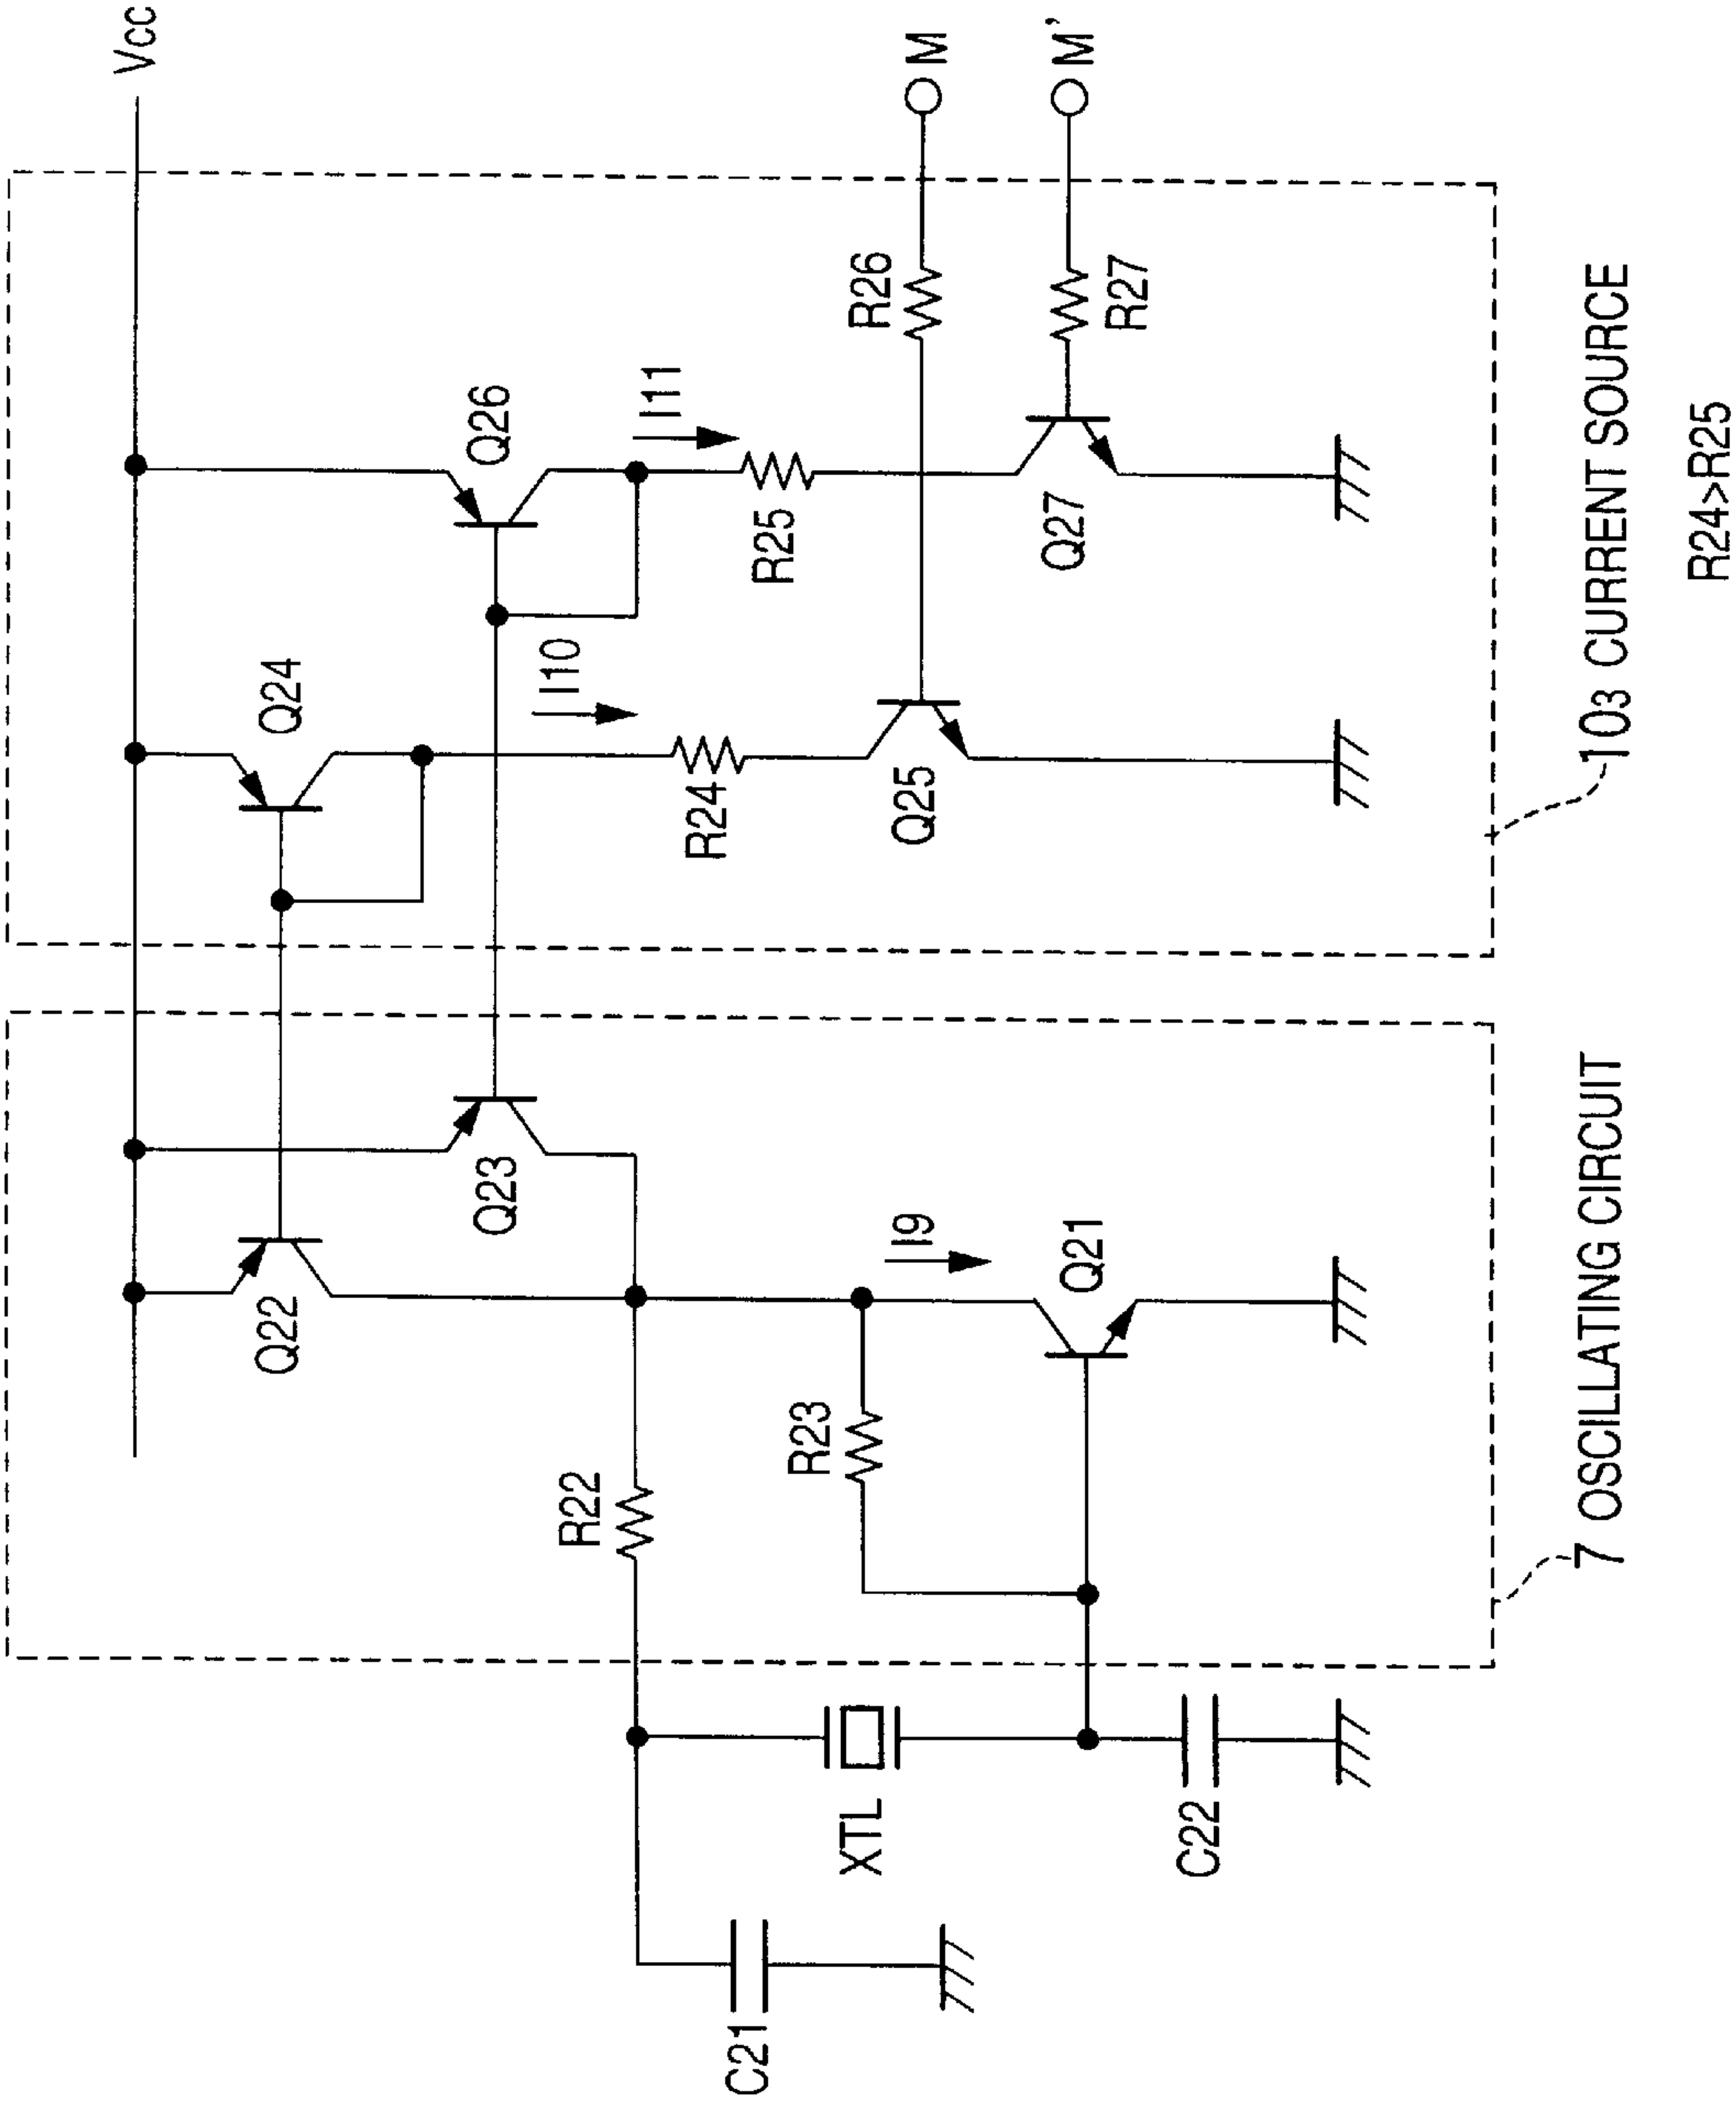 Vcc
Q24
Q26
Q22
Q23
I10
I11
R22
R24
R25
R26
M
I9
R23
Q25
M'
XTL
Q21
Q27
R27
C21
C22
7 OSCILLATING CIRCUIT
103 CURRENT SOURCE
R24>R25